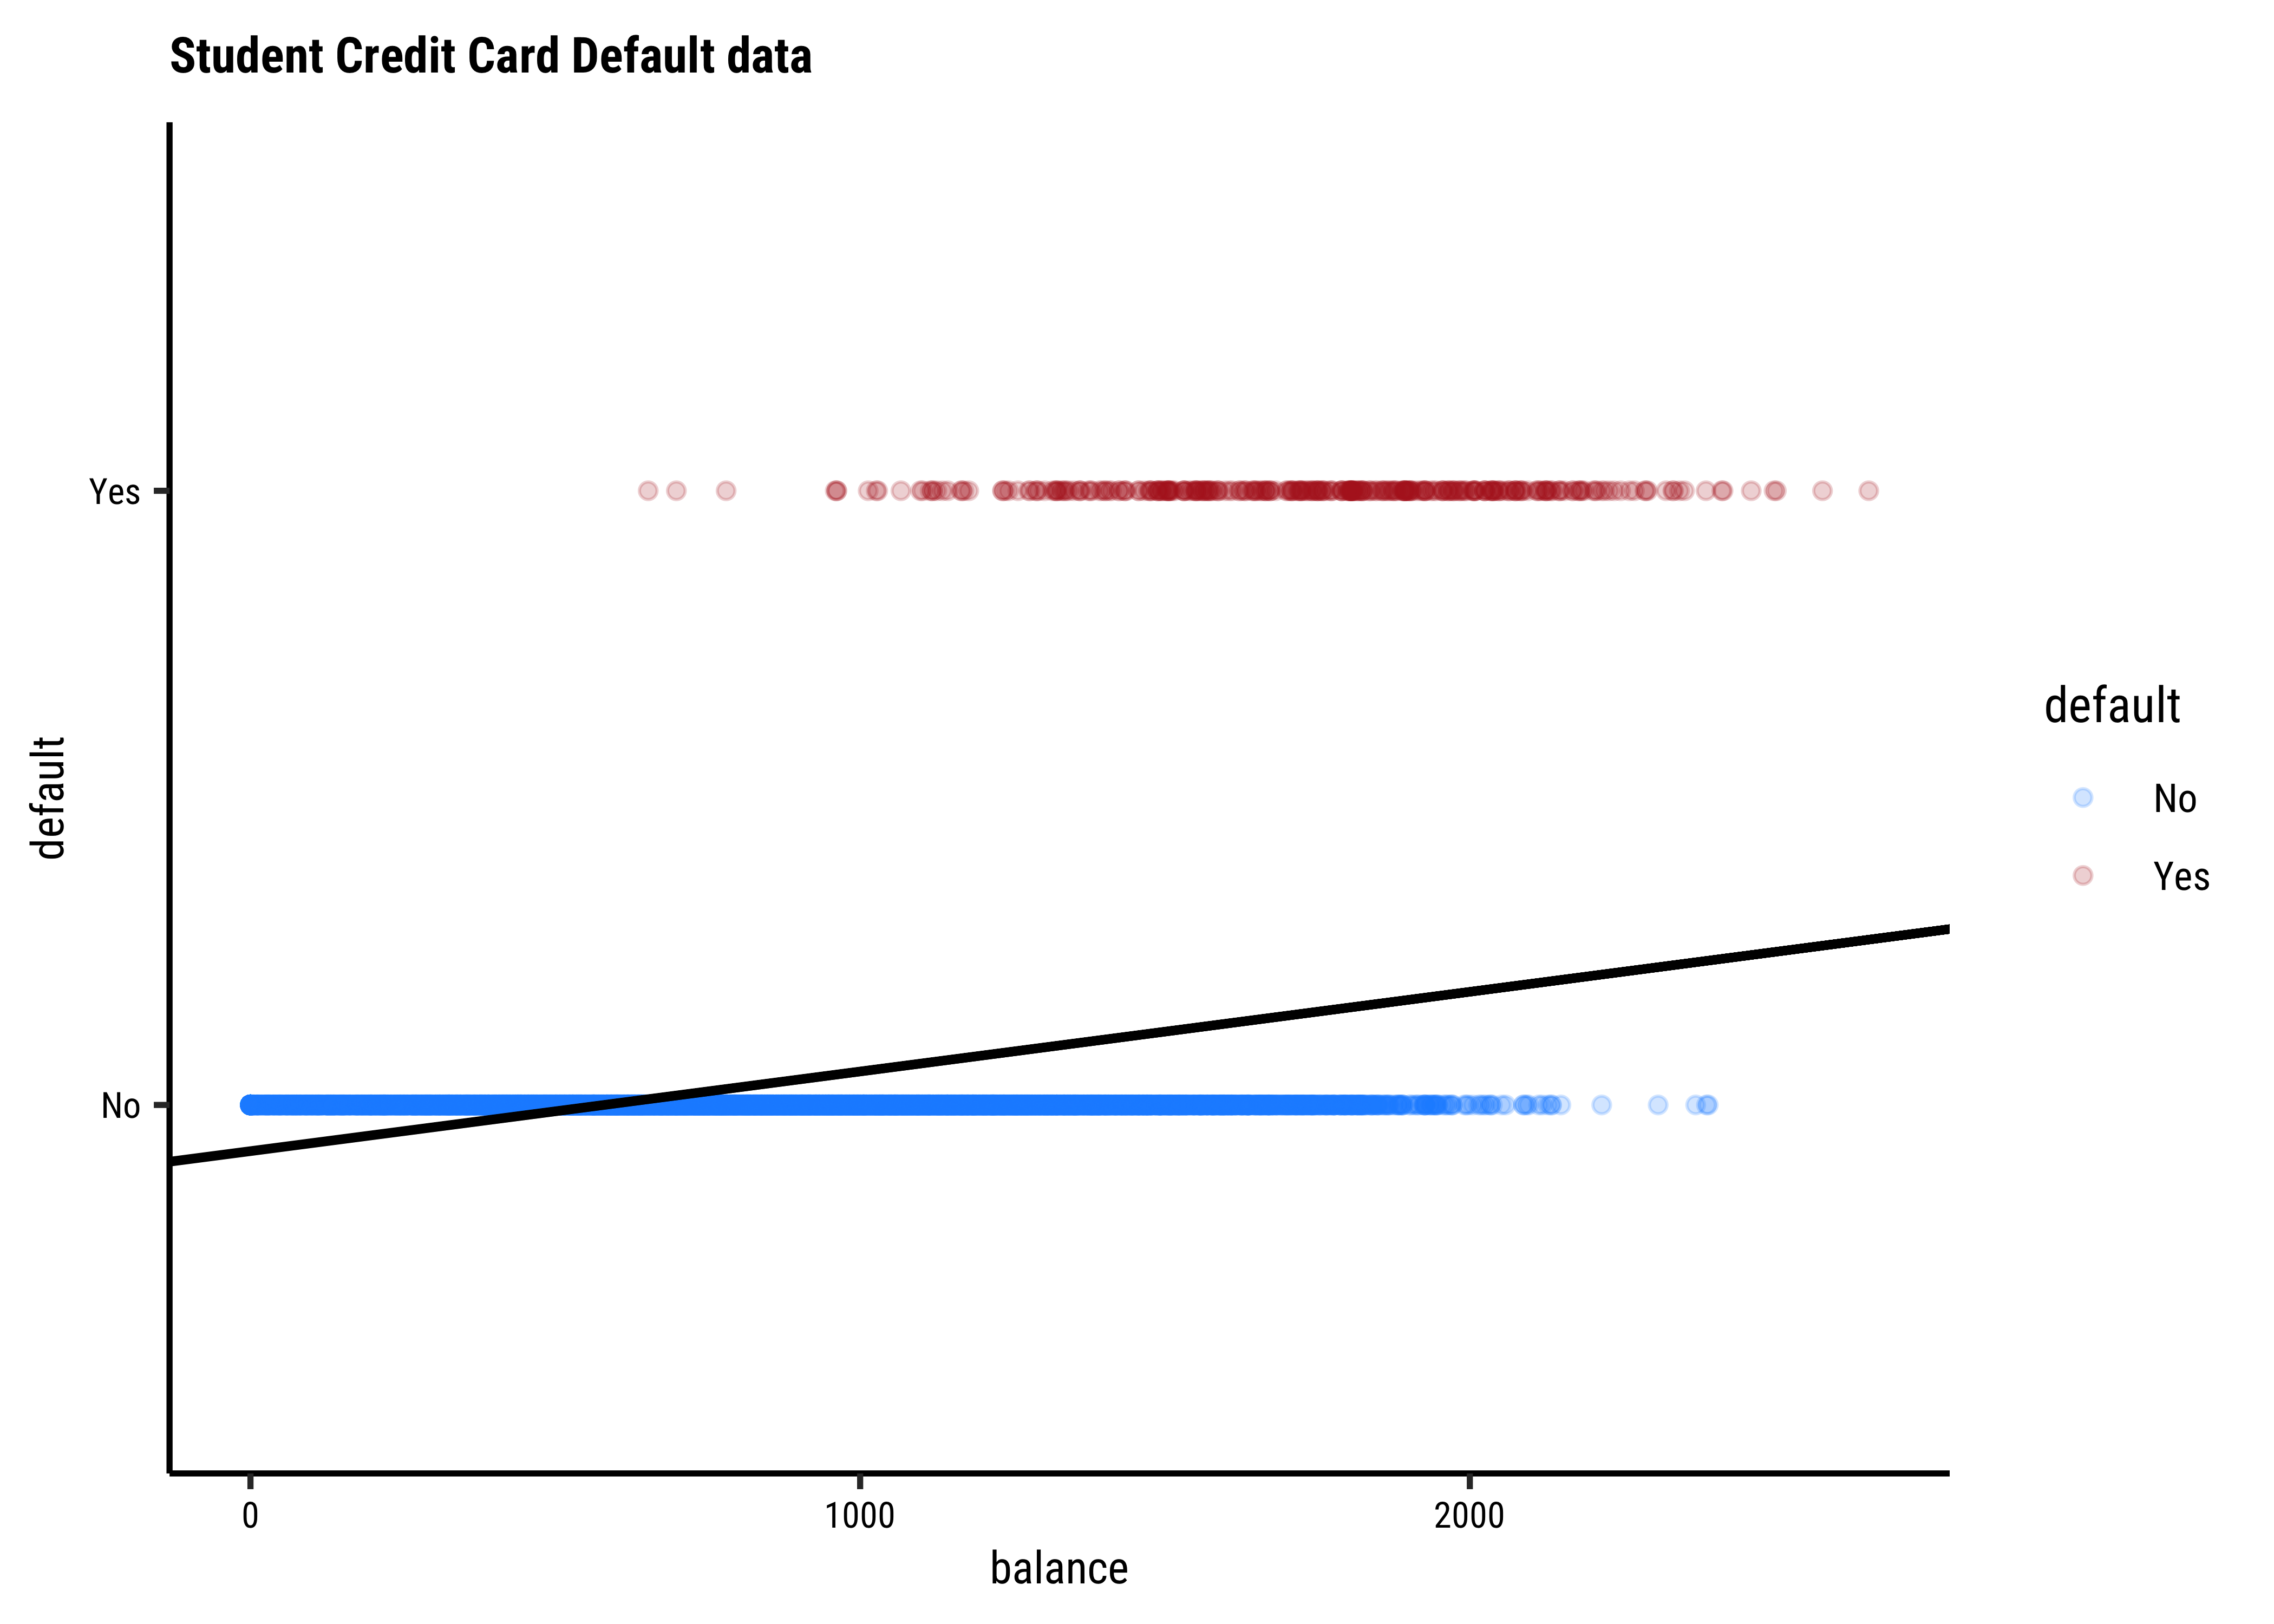 Student Credit Card Default data
default
Yes
No
0
1000
2000
balance
default
No
Yes